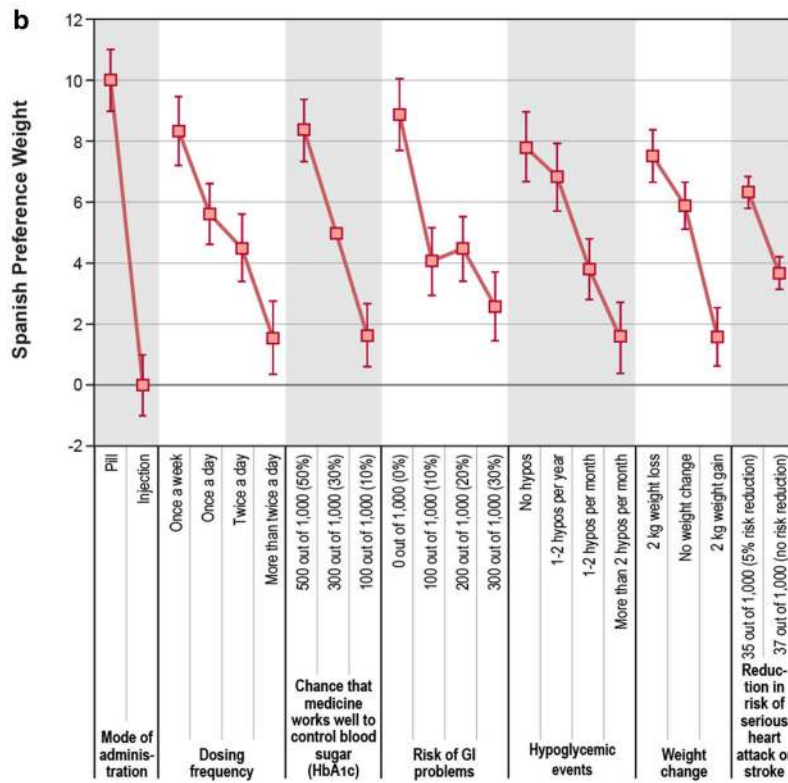 b
Spanish Preference Weight
12
10
8
6
4
2
0
-2
Pill
Injection
Once a week
Once a day
Twice a day
More than twice a day
500 out of 1,000 (50%)
300 out of 1,000 (30%)
100 out of 1,000 (10%)
0 out of 1,000 (0%)
100 out of 1,000 (10%)
200 out of 1,000 (20%)
300 out of 1,000 (30%)
No hypos
1-2 hypos per year
1-2 hypos per month
More than 2 hypos per month
2 kg weight loss
No weight change
2 kg weight gain
35 out of 1,000 (5% risk reduction)
37 out of 1,000 (no risk reduction)
Mode of
adminis-
tration
Dosing
frequency
Chance that
medicine
works well to
control blood
sugar
(HbA1c)
Risk of GI
problems
Hypoglycemic
events
Weight
change
Reduc-
tion in
risk of
serious
heart
attack or
stroke